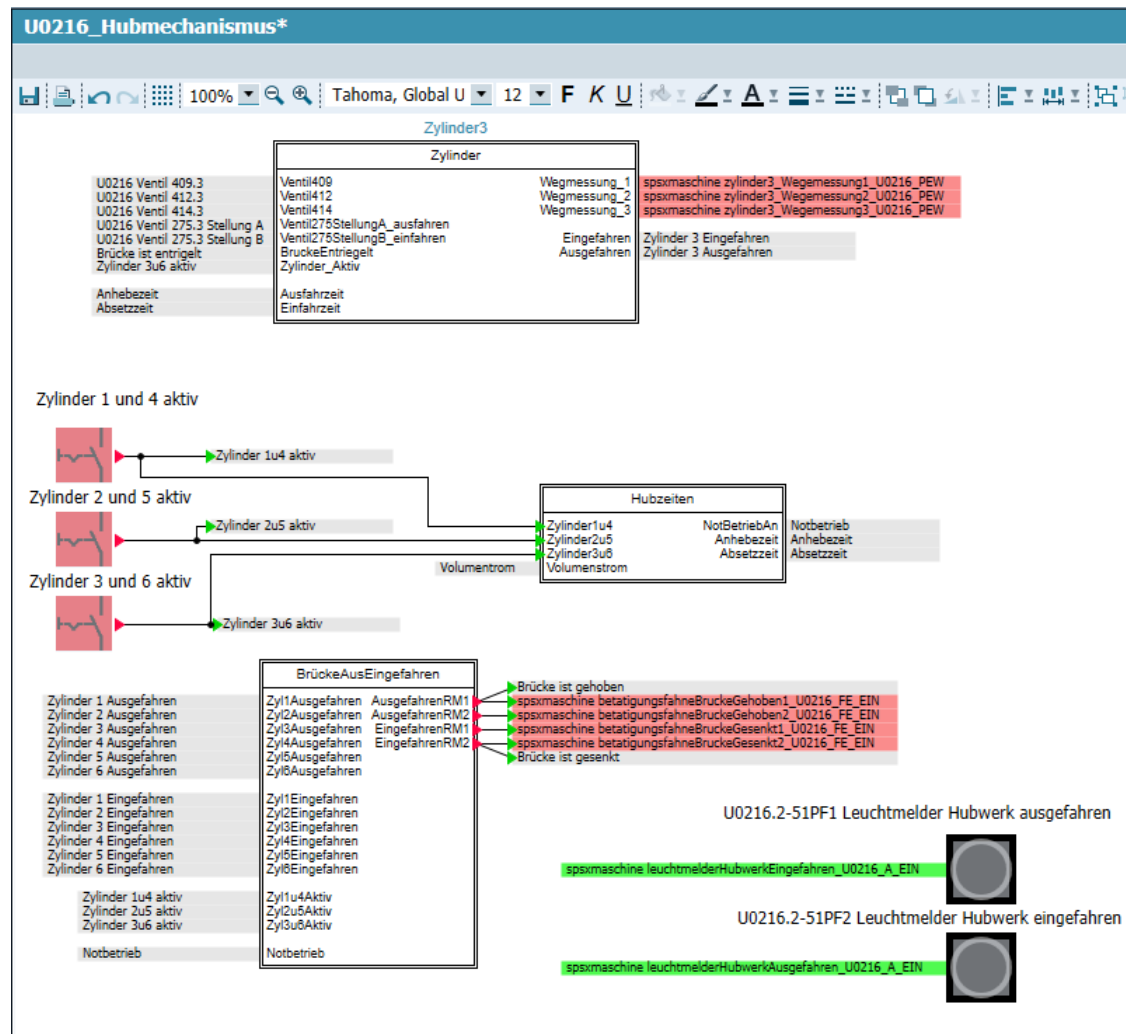 U0216_Hubmechanismus*
100% Tahoma, Global U 12 F K U A
Zylinder3
Zylinder
U0216 Ventil 409.3 Ventil409 Wegmessung_1 spsxmaschine zylinder3_Wegemessung1_U0216_PEW
U0216 Ventil 412.3 Ventil412 Wegmessung_2 spsxmaschine zylinder3_Wegemessung2_U0216_PEW
U0216 Ventil 414.3 Ventil414 Wegmessung_3 spsxmaschine zylinder3_Wegemessung3_U0216_PEW
U0216 Ventil 275.3 Stellung A Ventil275StellungA_ausfahren
U0216 Ventil 275.3 Stellung B Ventil275StellungB_einfahren Eingefahren Zylinder 3 Eingefahren
Brücke ist entrigelt BruckeEntriegelt Ausgefahren Zylinder 3 Ausgefahren
Zylinder 3u6 aktiv Zylinder_Aktiv
Anhebezeit Ausfahrzeit
Absetzzeit Einfahrzeit
Zylinder 1 und 4 aktiv
Zylinder 1u4 aktiv
Zylinder 2 und 5 aktiv
Hubzeiten
Zylinder 2u5 aktiv Zylinder1u4 NotBetriebAn Notbetrieb
Zylinder2u5 Anhebezeit Anhebezeit
Zylinder3u6 Absetzzeit Absetzzeit
Volumentrom Volumenstrom
Zylinder 3 und 6 aktiv
Zylinder 3u6 aktiv
BrückeAusEingefahren
Brücke ist gehoben
Zylinder 1 Ausgefahren Zyl1Ausgefahren AusgefahrenRM1 spsxmaschine betatigungsfahneBruckeGehoben1_U0216_FE_EIN
Zylinder 2 Ausgefahren Zyl2Ausgefahren AusgefahrenRM2 spsxmaschine betatigungsfahneBruckeGehoben2_U0216_FE_EIN
Zylinder 3 Ausgefahren Zyl3Ausgefahren EingefahrenRM1 spsxmaschine betatigungsfahneBruckeGesenkt1_U0216_FE_EIN
Zylinder 4 Ausgefahren Zyl4Ausgefahren EingefahrenRM2 spsxmaschine betatigungsfahneBruckeGesenkt2_U0216_FE_EIN
Zylinder 5 Ausgefahren Zyl5Ausgefahren Brücke ist gesenkt
Zylinder 6 Ausgefahren Zyl6Ausgefahren
Zylinder 1 Eingefahren Zyl1Eingefahren
Zylinder 2 Eingefahren Zyl2Eingefahren
Zylinder 3 Eingefahren Zyl3Eingefahren
Zylinder 4 Eingefahren Zyl4Eingefahren
Zylinder 5 Eingefahren Zyl5Eingefahren
Zylinder 6 Eingefahren Zyl6Eingefahren
Zylinder 1u4 aktiv Zyl1u4Aktiv
Zylinder 2u5 aktiv Zyl2u5Aktiv
Zylinder 3u6 aktiv Zyl3u6Aktiv
Notbetrieb Notbetrieb
U0216.2-51PF1 Leuchtmelder Hubwerk ausgefahren
spsxmaschine leuchtmelderHubwerkEingefahren_U0216_A_EIN
U0216.2-51PF2 Leuchtmelder Hubwerk eingefahren
spsxmaschine leuchtmelderHubwerkAusgefahren_U0216_A_EIN